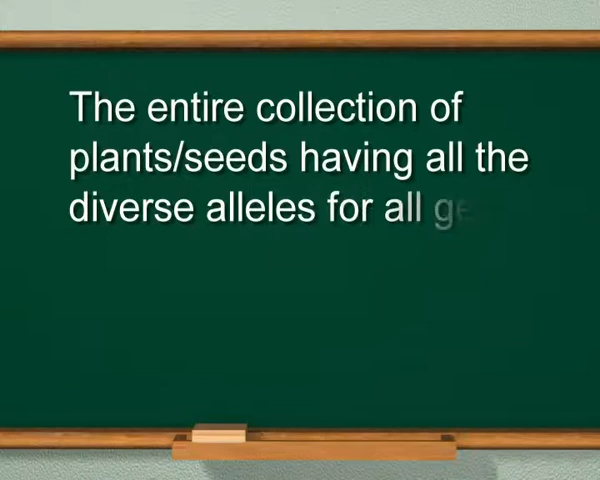 The entire collection of
plants/seeds having all the
diverse alleles for all